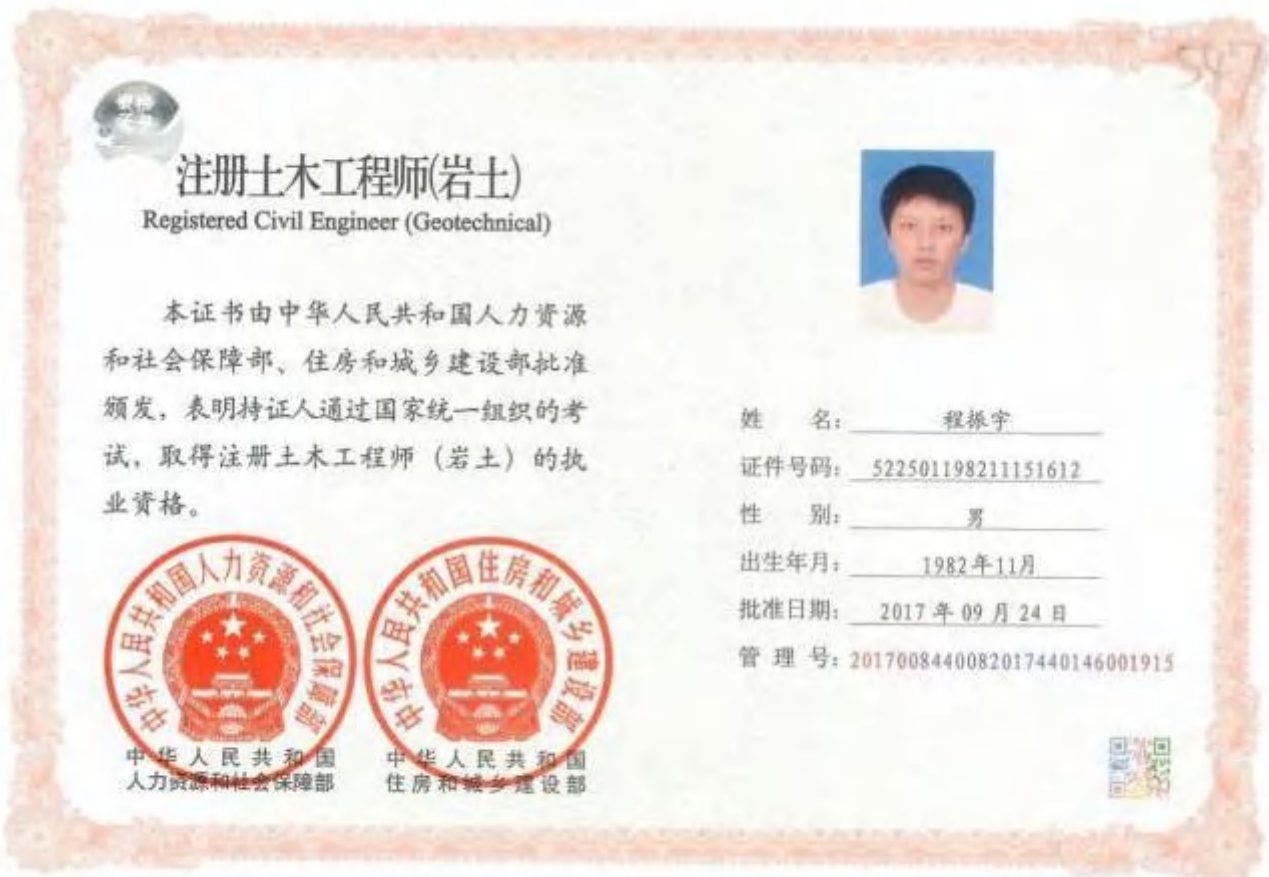 注册土木工程师(岩土)
Registered Civil Engineer (Geotechnical)
本证书由中华人民共和国人力资源
和社会保障部、住房和城乡建设部批准
颁发，表明持证人通过国家统一组织的考
试，取得注册土木工程师（岩土）的执
业资格。
中华人民共和国人力资源和社会保障部
中华人民共和国住房和城乡建设部
中华人民共和国
人力资源和社会保障部
中华人民共和国
住房和城乡建设部
姓 名：程振宇
证件号码：522501198211151612
性 别：男
出生年月：1982年11月
批准日期：2017年09月24日
管 理 号：2017008440082017440146001915